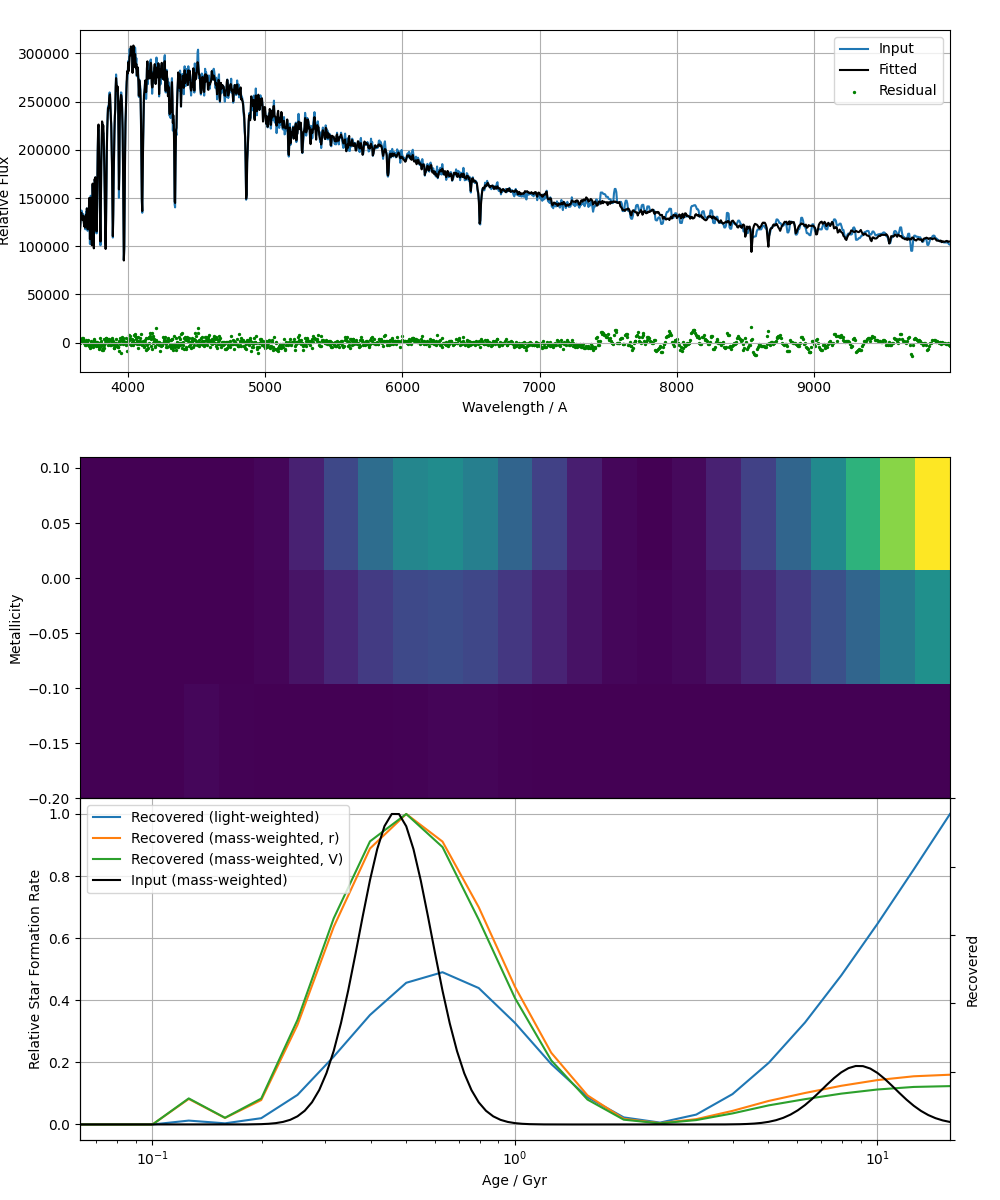 300000
250000
200000
150000
100000
50000
0
Relative Flux
Input
Fitted
Residual
4000 5000 6000 7000 8000 9000
Wavelength / A
0.10
0.05
0.00
−0.05
−0.10
−0.15
−0.20
Metallicity
1.0
0.8
0.6
0.4
0.2
0.0
Relative Star Formation Rate
Recovered (light-weighted)
Recovered (mass-weighted, r)
Recovered (mass-weighted, V)
Input (mass-weighted)
Recovered
10⁻¹ 10⁰ 10¹
Age / Gyr